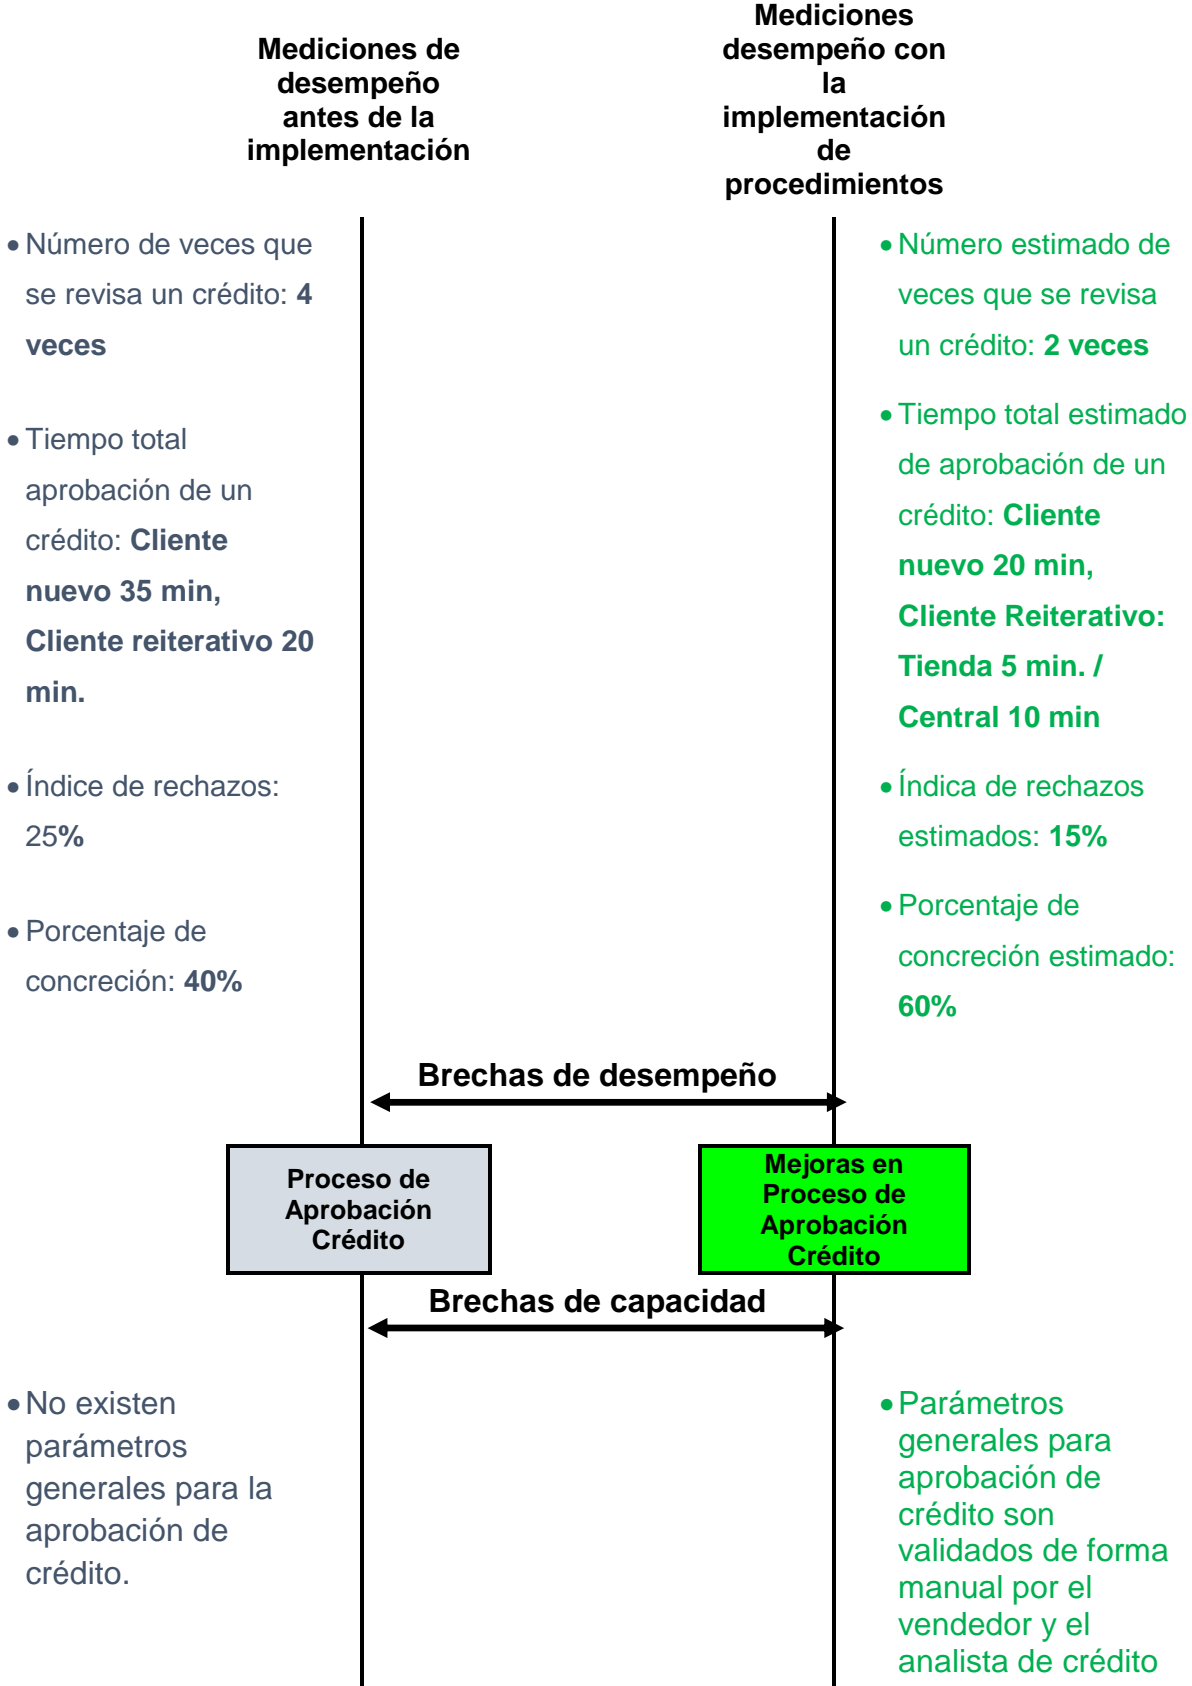 Mediciones de
desempeño
antes de la
implementación
Mediciones
desempeño con
la
implementación
de
procedimientos
• Número de veces que
se revisa un crédito: 4
veces
• Tiempo total
aprobación de un
crédito: Cliente
nuevo 35 min,
Cliente reiterativo 20
min.
• Índice de rechazos:
25%
• Porcentaje de
concreción: 40%
• Número estimado de
veces que se revisa
un crédito: 2 veces
• Tiempo total estimado
de aprobación de un
crédito: Cliente
nuevo 20 min,
Cliente Reiterativo:
Tienda 5 min. /
Central 10 min
• Índica de rechazos
estimados: 15%
• Porcentaje de
concreción estimado:
60%
Brechas de desempeño
Proceso de
Aprobación
Crédito
Mejoras en
Proceso de
Aprobación
Crédito
Brechas de capacidad
• No existen
parámetros
generales para la
aprobación de
crédito.
• Parámetros
generales para
aprobación de
crédito son
validados de forma
manual por el
vendedor y el
analista de crédito